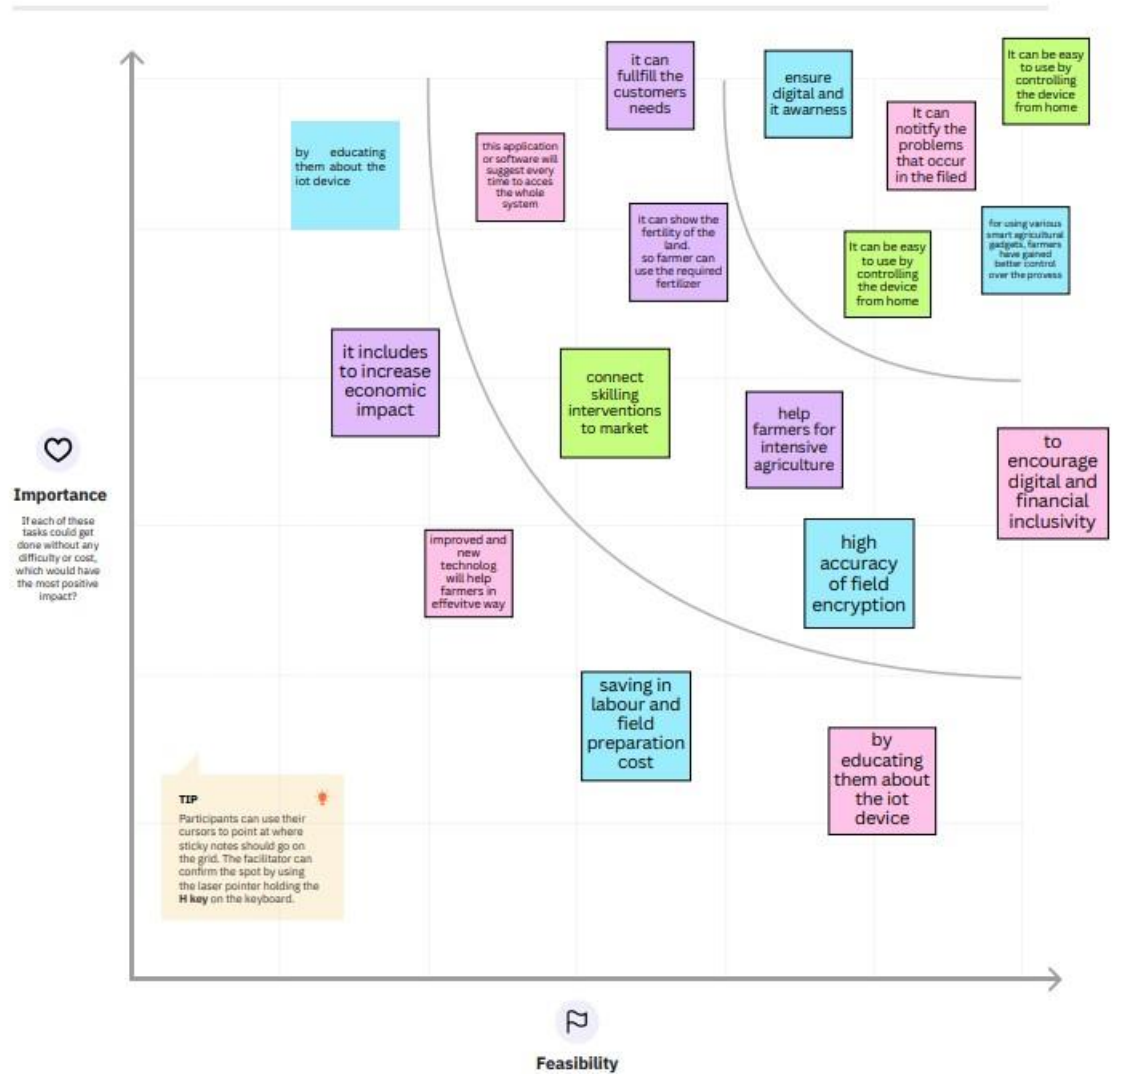 it can
fullfill the
customers
needs
ensure
digital and
it awarness
It can be easy
to use by
controlling
the device
from home
It can
notitfy the
problems
that occur
in the filed
by educating
them about the
iot device
this application
or software will
suggest every
time to acces
the whole
system
it can show the
fertility of the
land.
so farmer can
use the required
fertilizer
It can be easy
to use by
controlling
the device
from home
for using various
smart agricultural
gadgets, farmers
have gained
better control
over the provess
it includes
to increase
economic
impact
connect
skilling
interventions
to market
help
farmers for
intensive
agriculture
to
encourage
digital and
financial
inclusivity
Importance
If each of these
tasks could get
done without any
difficulty or cost,
which would have
the most positive
impact?
improved and
new
technolog
will help
farmers in
effevitve way
high
accuracy
of field
encryption
saving in
labour and
field
preparation
cost
by
educating
them about
the iot
device
TIP
Participants can use their
cursors to point at where
sticky notes should go on
the grid. The facilitator can
confirm the spot by using
the laser pointer holding the
H key on the keyboard.
Feasibility